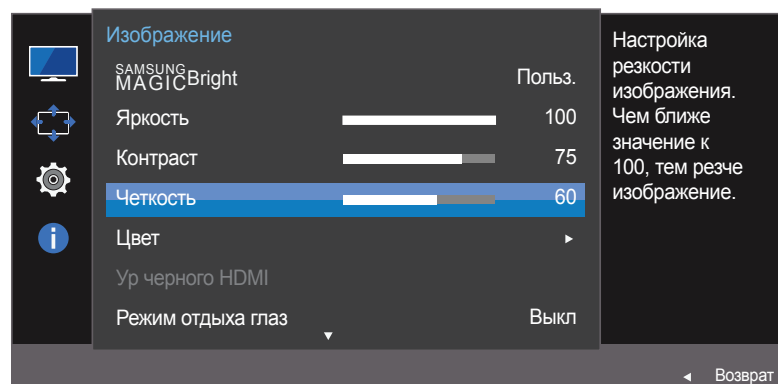 Изображение
SAMSUNG
MAGICBright Польз.
Яркость 100
Контраст 75
Четкость 60
Цвет
Ур черного HDMI
Режим отдыха глаз Выкл
Настройка
резкости
изображения.
Чем ближе
значение к
100, тем резче
изображение.
Возврат